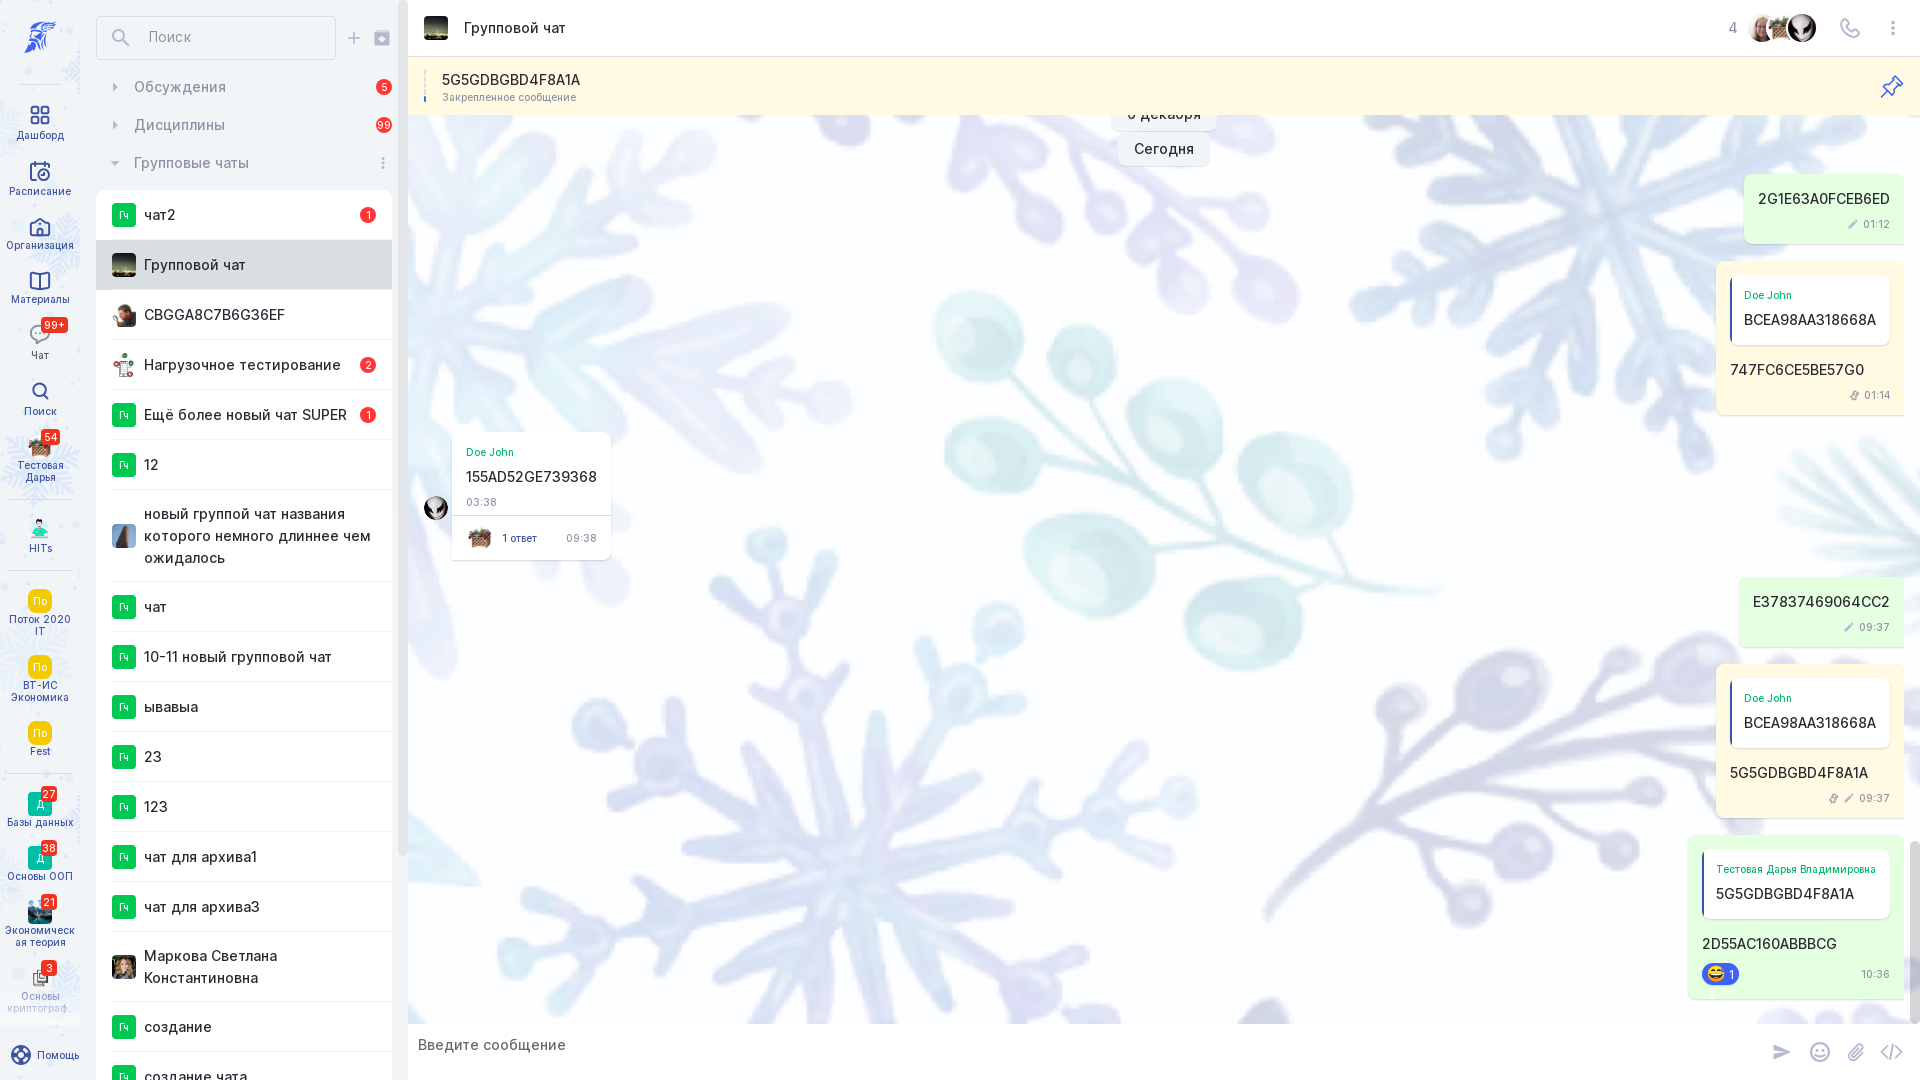 Дашборд
Расписание
Организация
Материалы
99+
Чат
Поиск
54
Тестовая
Дарья
HITs
По
Поток 2020
IT
По
ВТ-ИС
Экономика
По
Fest
27
Д
Базы данных
38
Д
Основы ООП
21
Экономическ
ая теория
3
Основы
криптограф...
Помощь
Поиск
Обсуждения
5
Дисциплины
99
Групповые чаты
Гч
чат2
1
Групповой чат
CBGGA8C7B6G36EF
Нагрузочное тестирование
2
Гч
Ещё более новый чат SUPER
1
Гч
12
новый группой чат названия
которого немного длиннее чем
ожидалось
Гч
чат
Гч
10-11 новый групповой чат
Гч
ывавыа
Гч
23
Гч
123
Гч
чат для архива1
Гч
чат для архива3
Маркова Светлана
Константиновна
Гч
создание
Гч
создание чата
Групповой чат
4
5G5GDBGBD4F8A1A
Закрепленное сообщение
6 декабря
Сегодня
2G1E63A0FCEB6ED
01:12
Doe John
BCEA98AA318668A
747FC6CE5BE57G0
01:14
Doe John
155AD52GE739368
03:38
1 ответ
09:38
E37837469064CC2
09:37
Doe John
BCEA98AA318668A
5G5GDBGBD4F8A1A
09:37
Тестовая Дарья Владимировна
5G5GDBGBD4F8A1A
2D55AC160ABBBCG
1
10:36
Введите сообщение